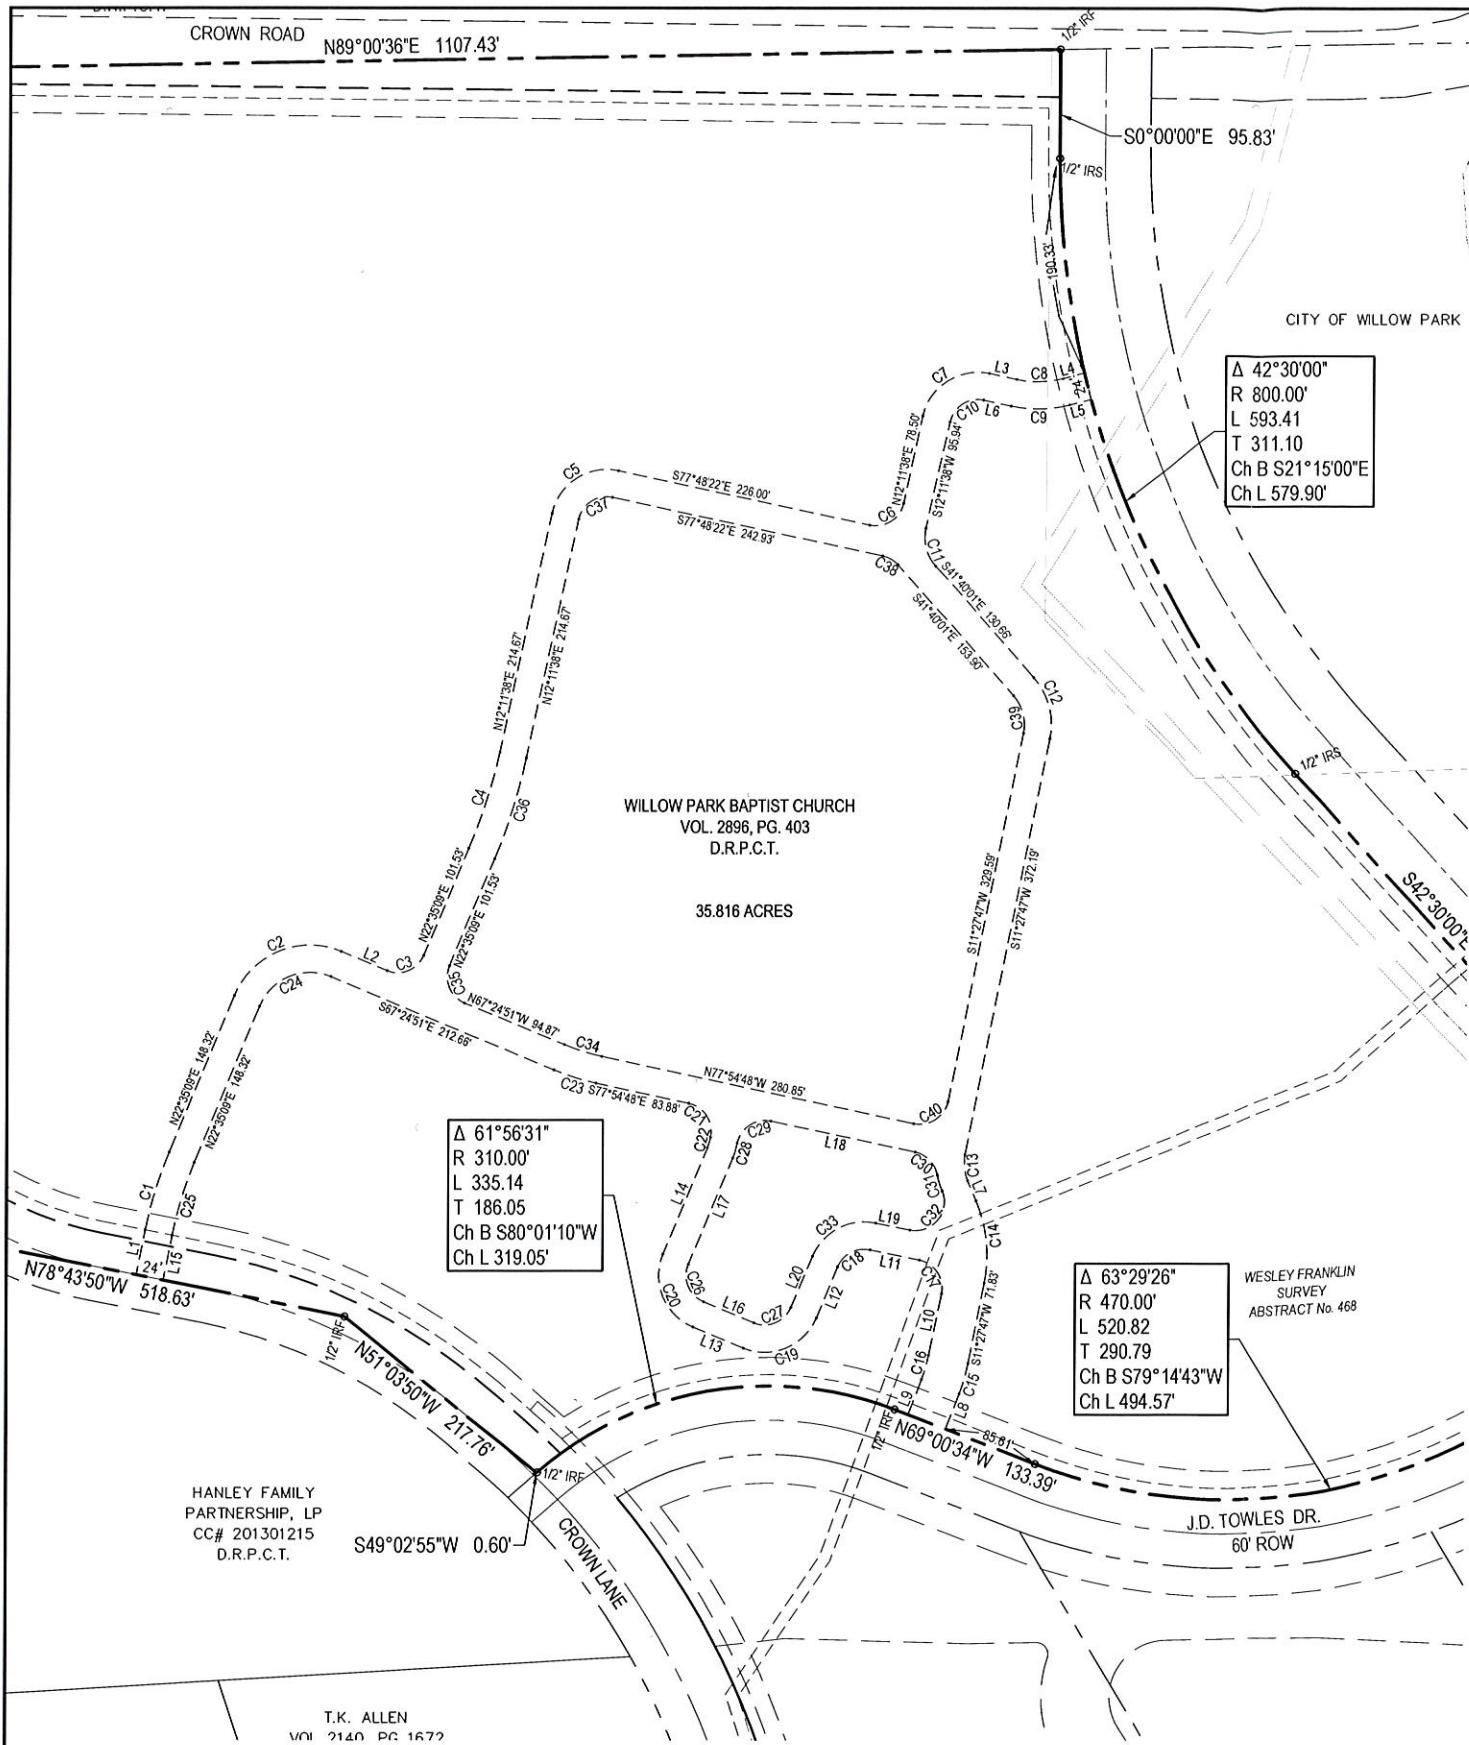 CROWN ROAD
N89°00'36"E 1107.43'
1/2" IRF
S0°00'00"E 95.83'
1/2" IRS
190.33'
CITY OF WILLOW PARK
Δ 42°30'00"
R 800.00'
L 593.41
T 311.10
Ch B S21°15'00"E
Ch L 579.90'
C7
L3
C8
L4
24'
C10
L6
C9
L5
N12°11'38"E 78.50'
S12°11'38"W 95.94'
C5
S77°48'22"E 226.00'
C6
C37
S77°48'22"E 242.93'
C38
C11
S41°40'01"E 130.66'
S41°40'01"E 153.90'
C12
C39
N12°11'38"E 214.67'
N12°11'38"E 214.67'
1/2" IRS
C4
C36
WILLOW PARK BAPTIST CHURCH
VOL. 2896, PG. 403
D.R.P.C.T.
35.816 ACRES
S11°27'47"W 329.59'
S11°27'47"W 372.19'
S42°30'00"E
N22°35'09"E 101.53'
N22°35'09"E 101.53'
C2
L2
C3
C24
C35
S67°24'51"E 212.66'
N67°24'51"W 94.87'
C34
N22°35'09"E 148.32'
N22°35'09"E 148.32'
C23
S77°54'48"E 83.88'
N77°54'48"W 280.85'
C21
C22
C40
C29
C28
L18
C30
C31
C13
L7
C32
C14
C1
C25
L1
L15
24'
Δ 61°56'31"
R 310.00'
L 335.14
T 186.05
Ch B S80°01'10"W
Ch L 319.05'
L14
L17
L19
C33
C18
L11
C17
L20
L12
L10
C26
C20
L16
C27
L13
C19
C16
L9
S11°27'47"W 71.83'
C15
L8
85.61'
N78°43'50"W 518.63'
1/2" IRF
N51°03'50"W 217.76'
1/2" IRF
N69°00'34"W 133.39'
1/2" IRF
Δ 63°29'26"
R 470.00'
L 520.82
T 290.79
Ch B S79°14'43"W
Ch L 494.57'
WESLEY FRANKLIN
SURVEY
ABSTRACT No. 468
HANLEY FAMILY
PARTNERSHIP, LP
CC# 201301215
D.R.P.C.T.
S49°02'55"W 0.60'
CROWN LANE
J.D. TOWLES DR.
60' ROW
T.K. ALLEN
VOL. 2140, PG. 1672